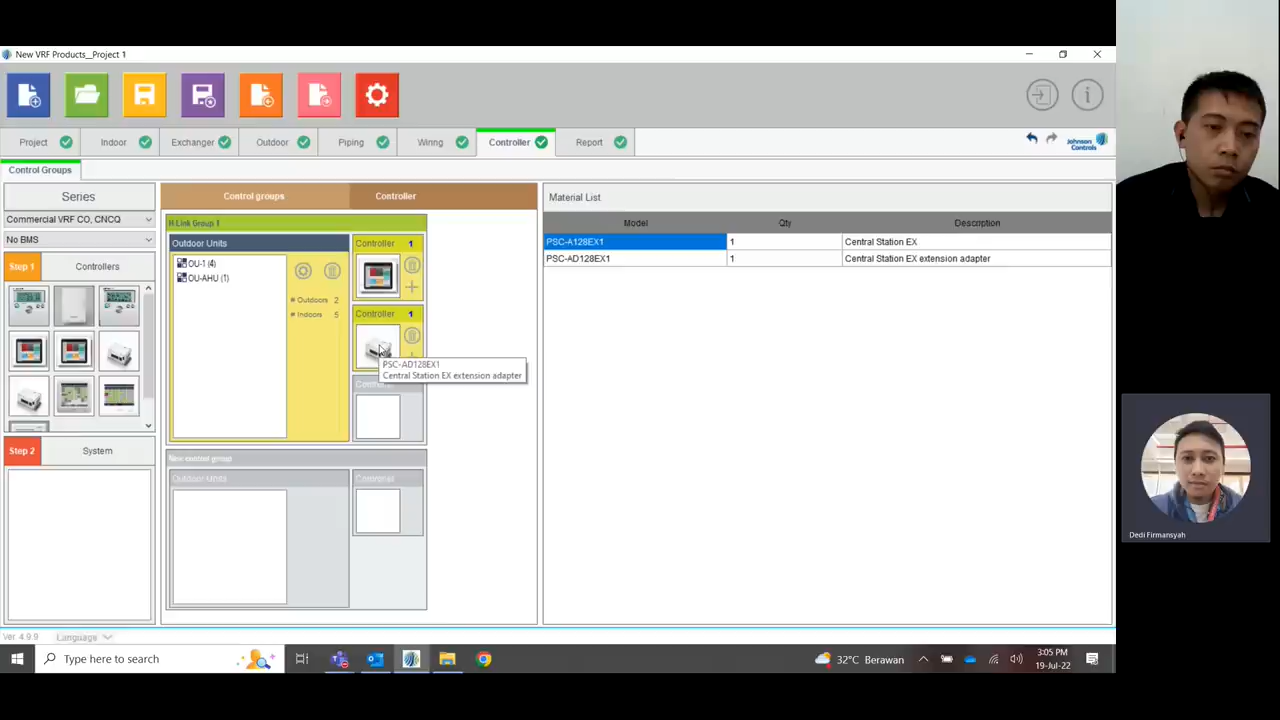 New VRF Products__Project 1
Project
Indoor
Exchanger
Outdoor
Piping
Wiring
Controller
Report
Johnson Controls
Control Groups
Series
Commercial VRF CO, CNCQ
No BMS
Step 1
Controllers
Step 2
System
Control groups
Controller
H Link Group 1
Outdoor Units
OU-1 (4)
OU-AHU (1)
# Outdoors 2
# Indoors 5
Controller 1
Controller 1
PSC-AD128EX1
Central Station EX extension adapter
New control group
Outdoor Units
Controller
Material List
Model Qty Description
PSC-A128EX1 1 Central Station EX
PSC-AD128EX1 1 Central Station EX extension adapter
Dedi Firmansyah
Ver. 4.9.9
Language
Type here to search
32°C Berawan
3:05 PM
19-Jul-22